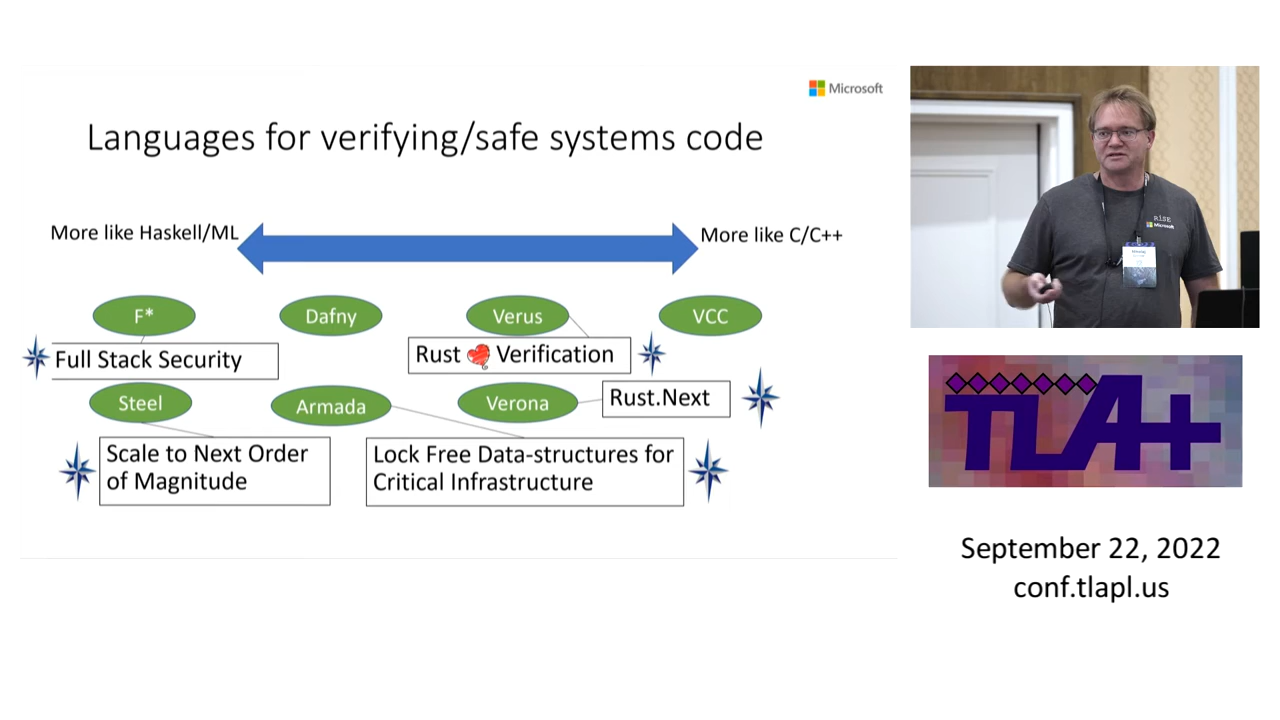 Microsoft
Languages for verifying/safe systems code
More like Haskell/ML
More like C/C++
F*
Dafny
Verus
VCC
Full Stack Security
Rust Verification
Steel
Armada
Verona
Rust.Next
Scale to Next Order
of Magnitude
Lock Free Data-structures for
Critical Infrastructure
RiSE
Microsoft
TLA+
September 22, 2022
conf.tlapl.us